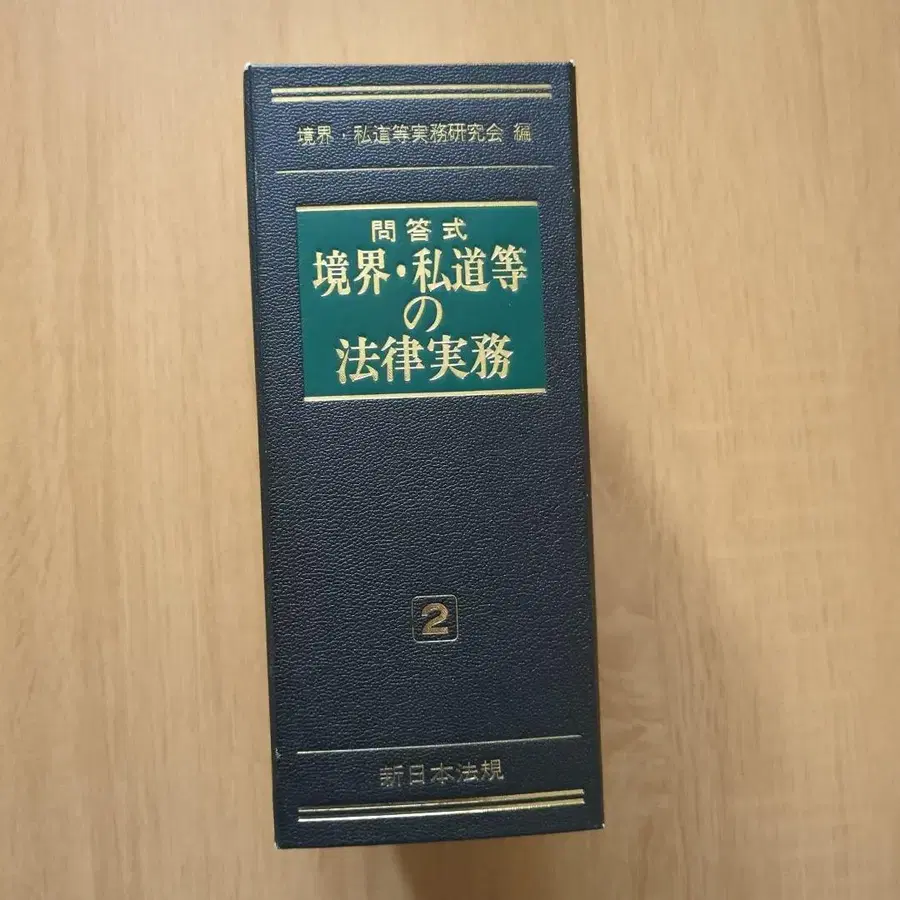 境界・私道等実務研究会 編
問答式
境界・私道等
の
法律実務
2
新日本法規